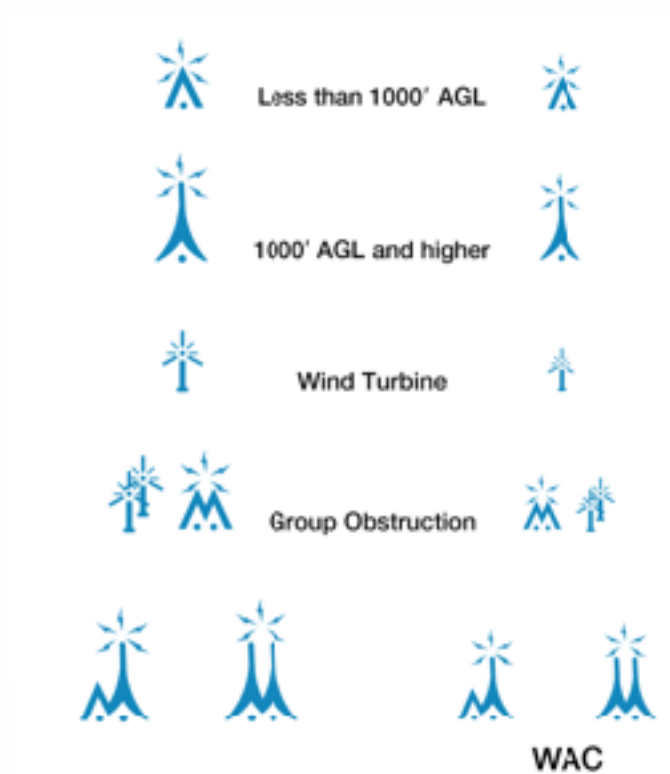 Less than 1000' AGL
1000' AGL and higher
Wind Turbine
Group Obstruction
WAC